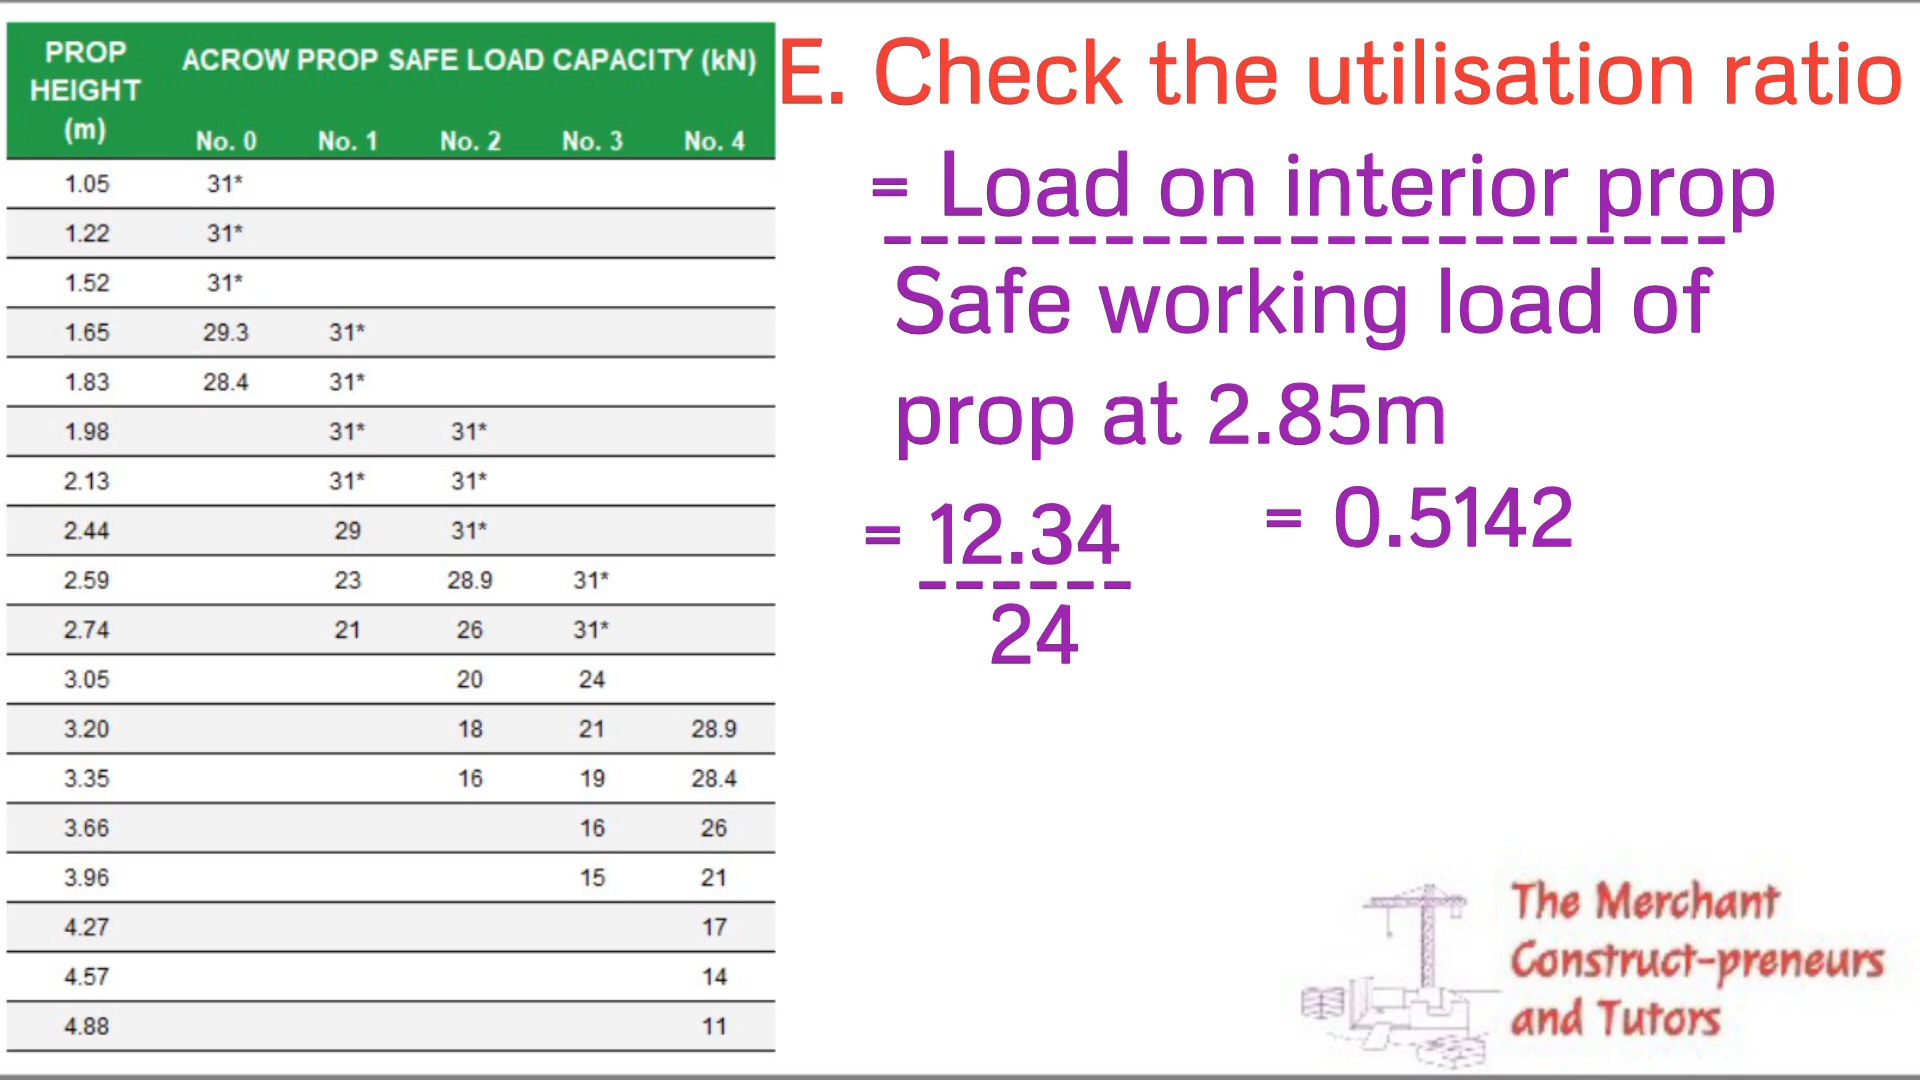 PROP HEIGHT (m) ACROW PROP SAFE LOAD CAPACITY (kN)
No. 0 No. 1 No. 2 No. 3 No. 4
1.05 31*
1.22 31*
1.52 31*
1.65 29.3 31*
1.83 28.4 31*
1.98 31* 31*
2.13 31* 31*
2.44 29 31*
2.59 23 28.9 31*
2.74 21 26 31*
3.05 20 24
3.20 18 21 28.9
3.35 16 19 28.4
3.66 16 26
3.96 15 21
4.27 17
4.57 14
4.88 11
E. Check the utilisation ratio
= Load on interior prop
-----------------------
Safe working load of
prop at 2.85m
= 12.34 = 0.5142
------
24
The Merchant
Construct-preneurs
and Tutors